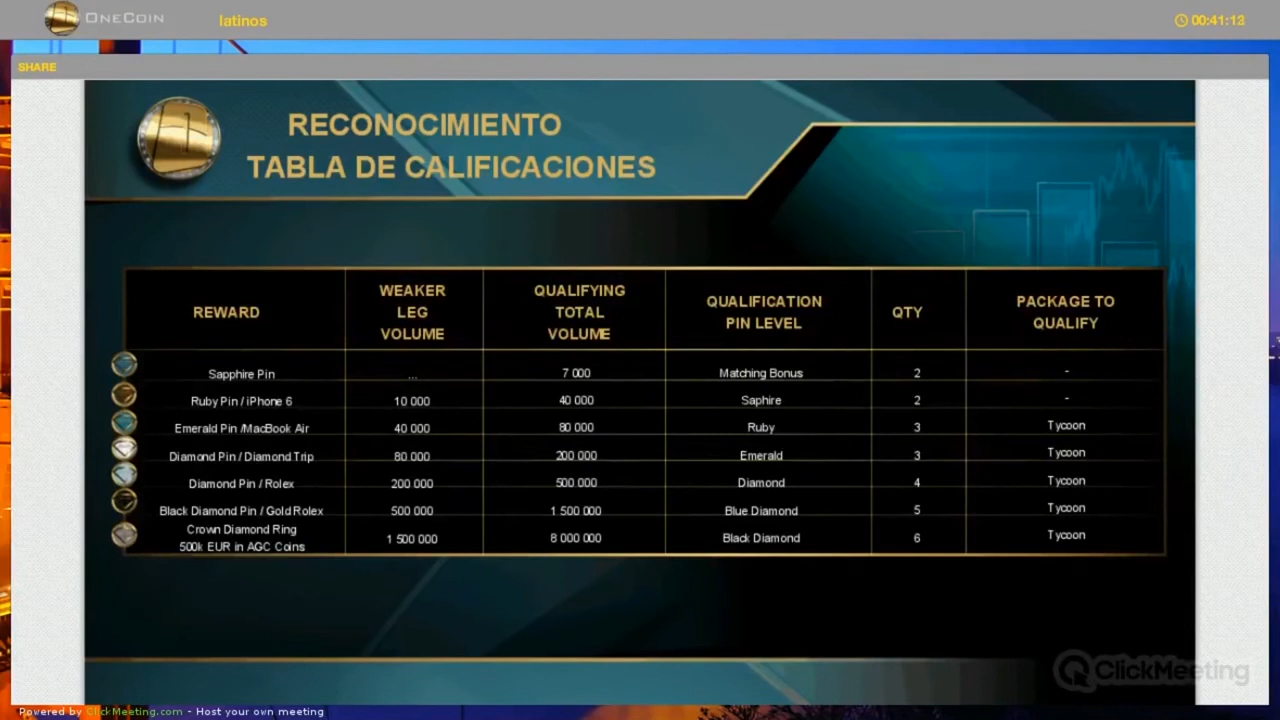 ONECOIN latinos 00:41:13
SHARE
RECONOCIMIENTO
TABLA DE CALIFICACIONES
REWARD WEAKER LEG VOLUME QUALIFYING TOTAL VOLUME QUALIFICATION PIN LEVEL QTY PACKAGE TO QUALIFY
Sapphire Pin ... 7 000 Matching Bonus 2 -
Ruby Pin / iPhone 6 10 000 40 000 Saphire 2 -
Emerald Pin /MacBook Air 40 000 80 000 Ruby 3 Tycoon
Diamond Pin / Diamond Trip 80 000 200 000 Emerald 3 Tycoon
Diamond Pin / Rolex 200 000 500 000 Diamond 4 Tycoon
Black Diamond Pin / Gold Rolex 500 000 1 500 000 Blue Diamond 5 Tycoon
Crown Diamond Ring
500k EUR in AGC Coins 1 500 000 8 000 000 Black Diamond 6 Tycoon
ClickMeeting
Powered by ClickMeeting.com - Host your own meeting